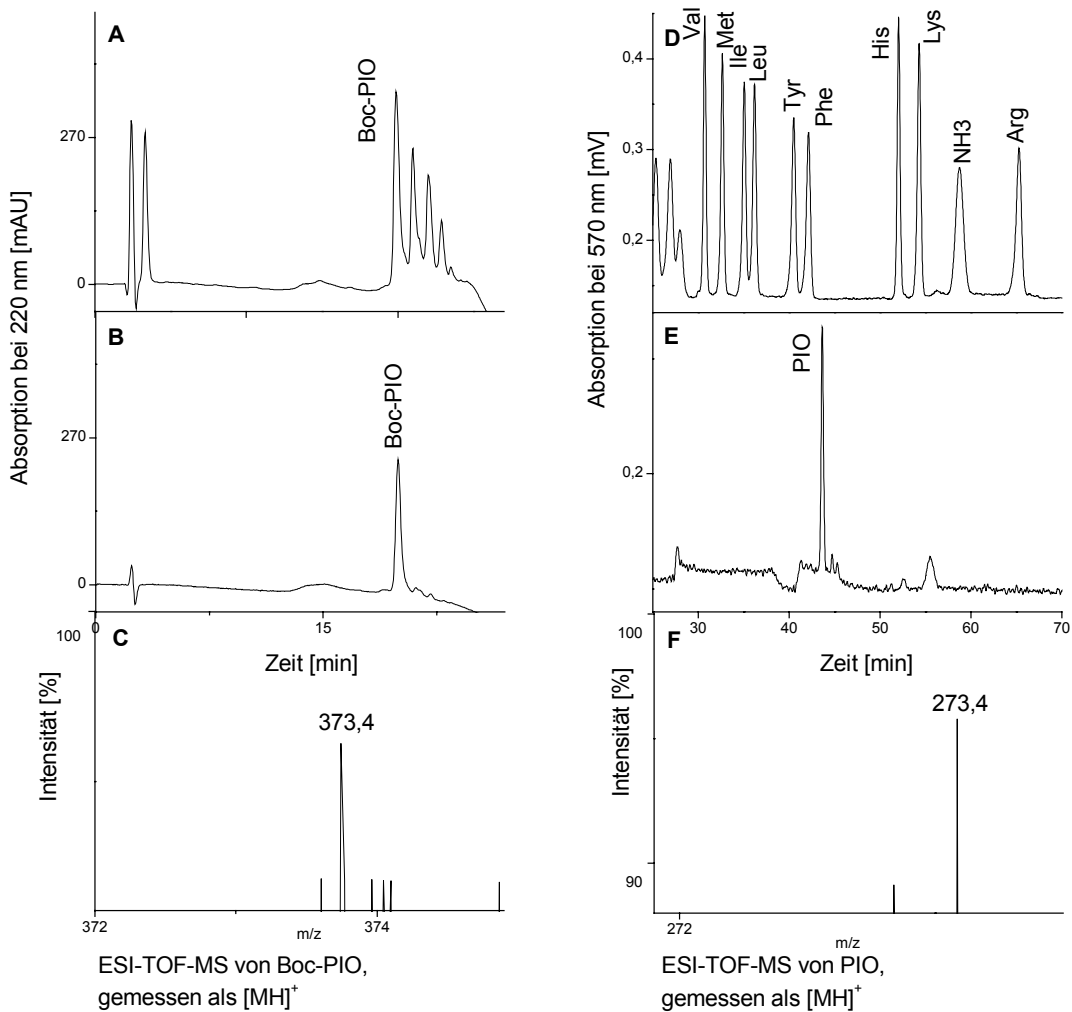 A
Absorption bei 220 nm [mAU]
270
0
Boc-PIO
B
270
0
Boc-PIO
0
15
Zeit [min]
C
100
Intensität [%]
373,4
372
374
m/z
ESI-TOF-MS von Boc-PIO,
gemessen als [MH]+
D
Absorption bei 570 nm [mV]
0,4
0,3
0,2
Val
Met
Ile
Leu
Tyr
Phe
His
Lys
NH3
Arg
E
0,2
PIO
30
40
50
60
70
Zeit [min]
F
100
90
Intensität [%]
273,4
272
m/z
ESI-TOF-MS von PIO,
gemessen als [MH]+